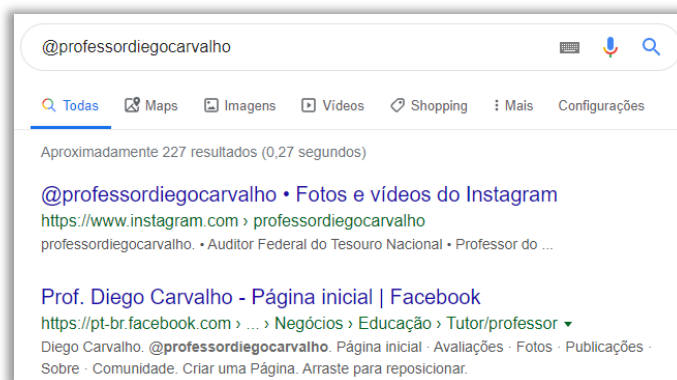 @professordiegocarvalho
Todas Maps Imagens Vídeos Shopping Mais Configurações
Aproximadamente 227 resultados (0,27 segundos)
@professordiegocarvalho • Fotos e vídeos do Instagram
https://www.instagram.com › professordiegocarvalho
professordiegocarvalho. • Auditor Federal do Tesouro Nacional • Professor do ...
Prof. Diego Carvalho - Página inicial | Facebook
https://pt-br.facebook.com › ... › Negócios › Educação › Tutor/professor
Diego Carvalho. @professordiegocarvalho. Página inicial · Avaliações · Fotos · Publicações ·
Sobre · Comunidade. Criar uma Página. Arraste para reposicionar.